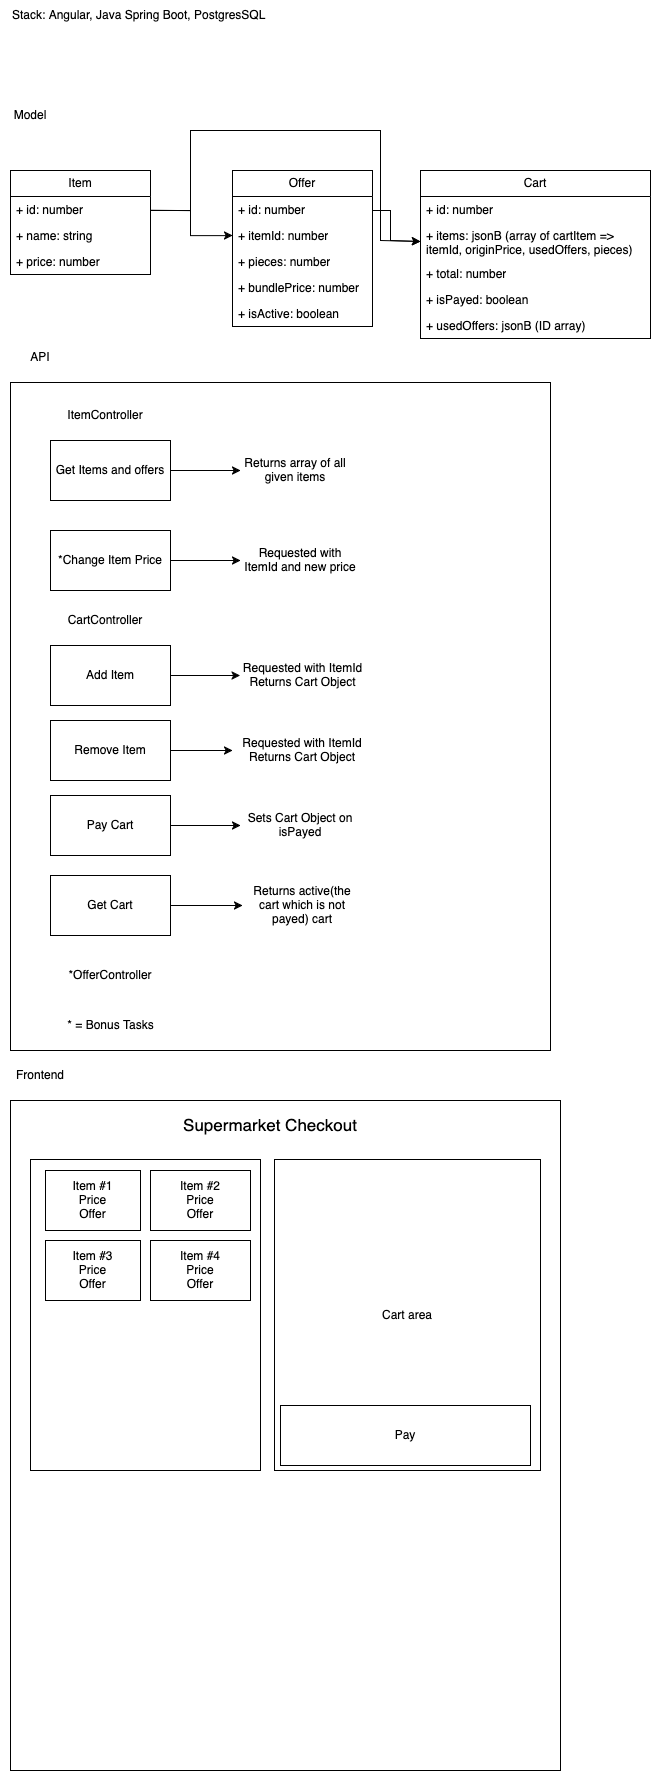 Stack: Angular, Java Spring Boot, PostgresSQL
Model
Item
+ id: number
+ name: string
+ price: number
Offer
+ id: number
+ itemId: number
+ pieces: number
+ bundlePrice: number
+ isActive: boolean
Cart
+ id: number
+ items: jsonB (array of cartItem =>
itemId, originPrice, usedOffers, pieces)
+ total: number
+ isPayed: boolean
+ usedOffers: jsonB (ID array)
API
ItemController
Get Items and offers
Returns array of all
given items
*Change Item Price
Requested with
ItemId and new price
CartController
Add Item
Requested with ItemId
Returns Cart Object
Remove Item
Requested with ItemId
Returns Cart Object
Pay Cart
Sets Cart Object on
isPayed
Get Cart
Returns active(the
cart which is not
payed) cart
*OfferController
* = Bonus Tasks
Frontend
Supermarket Checkout
Item #1
Price
Offer
Item #2
Price
Offer
Item #3
Price
Offer
Item #4
Price
Offer
Cart area
Pay